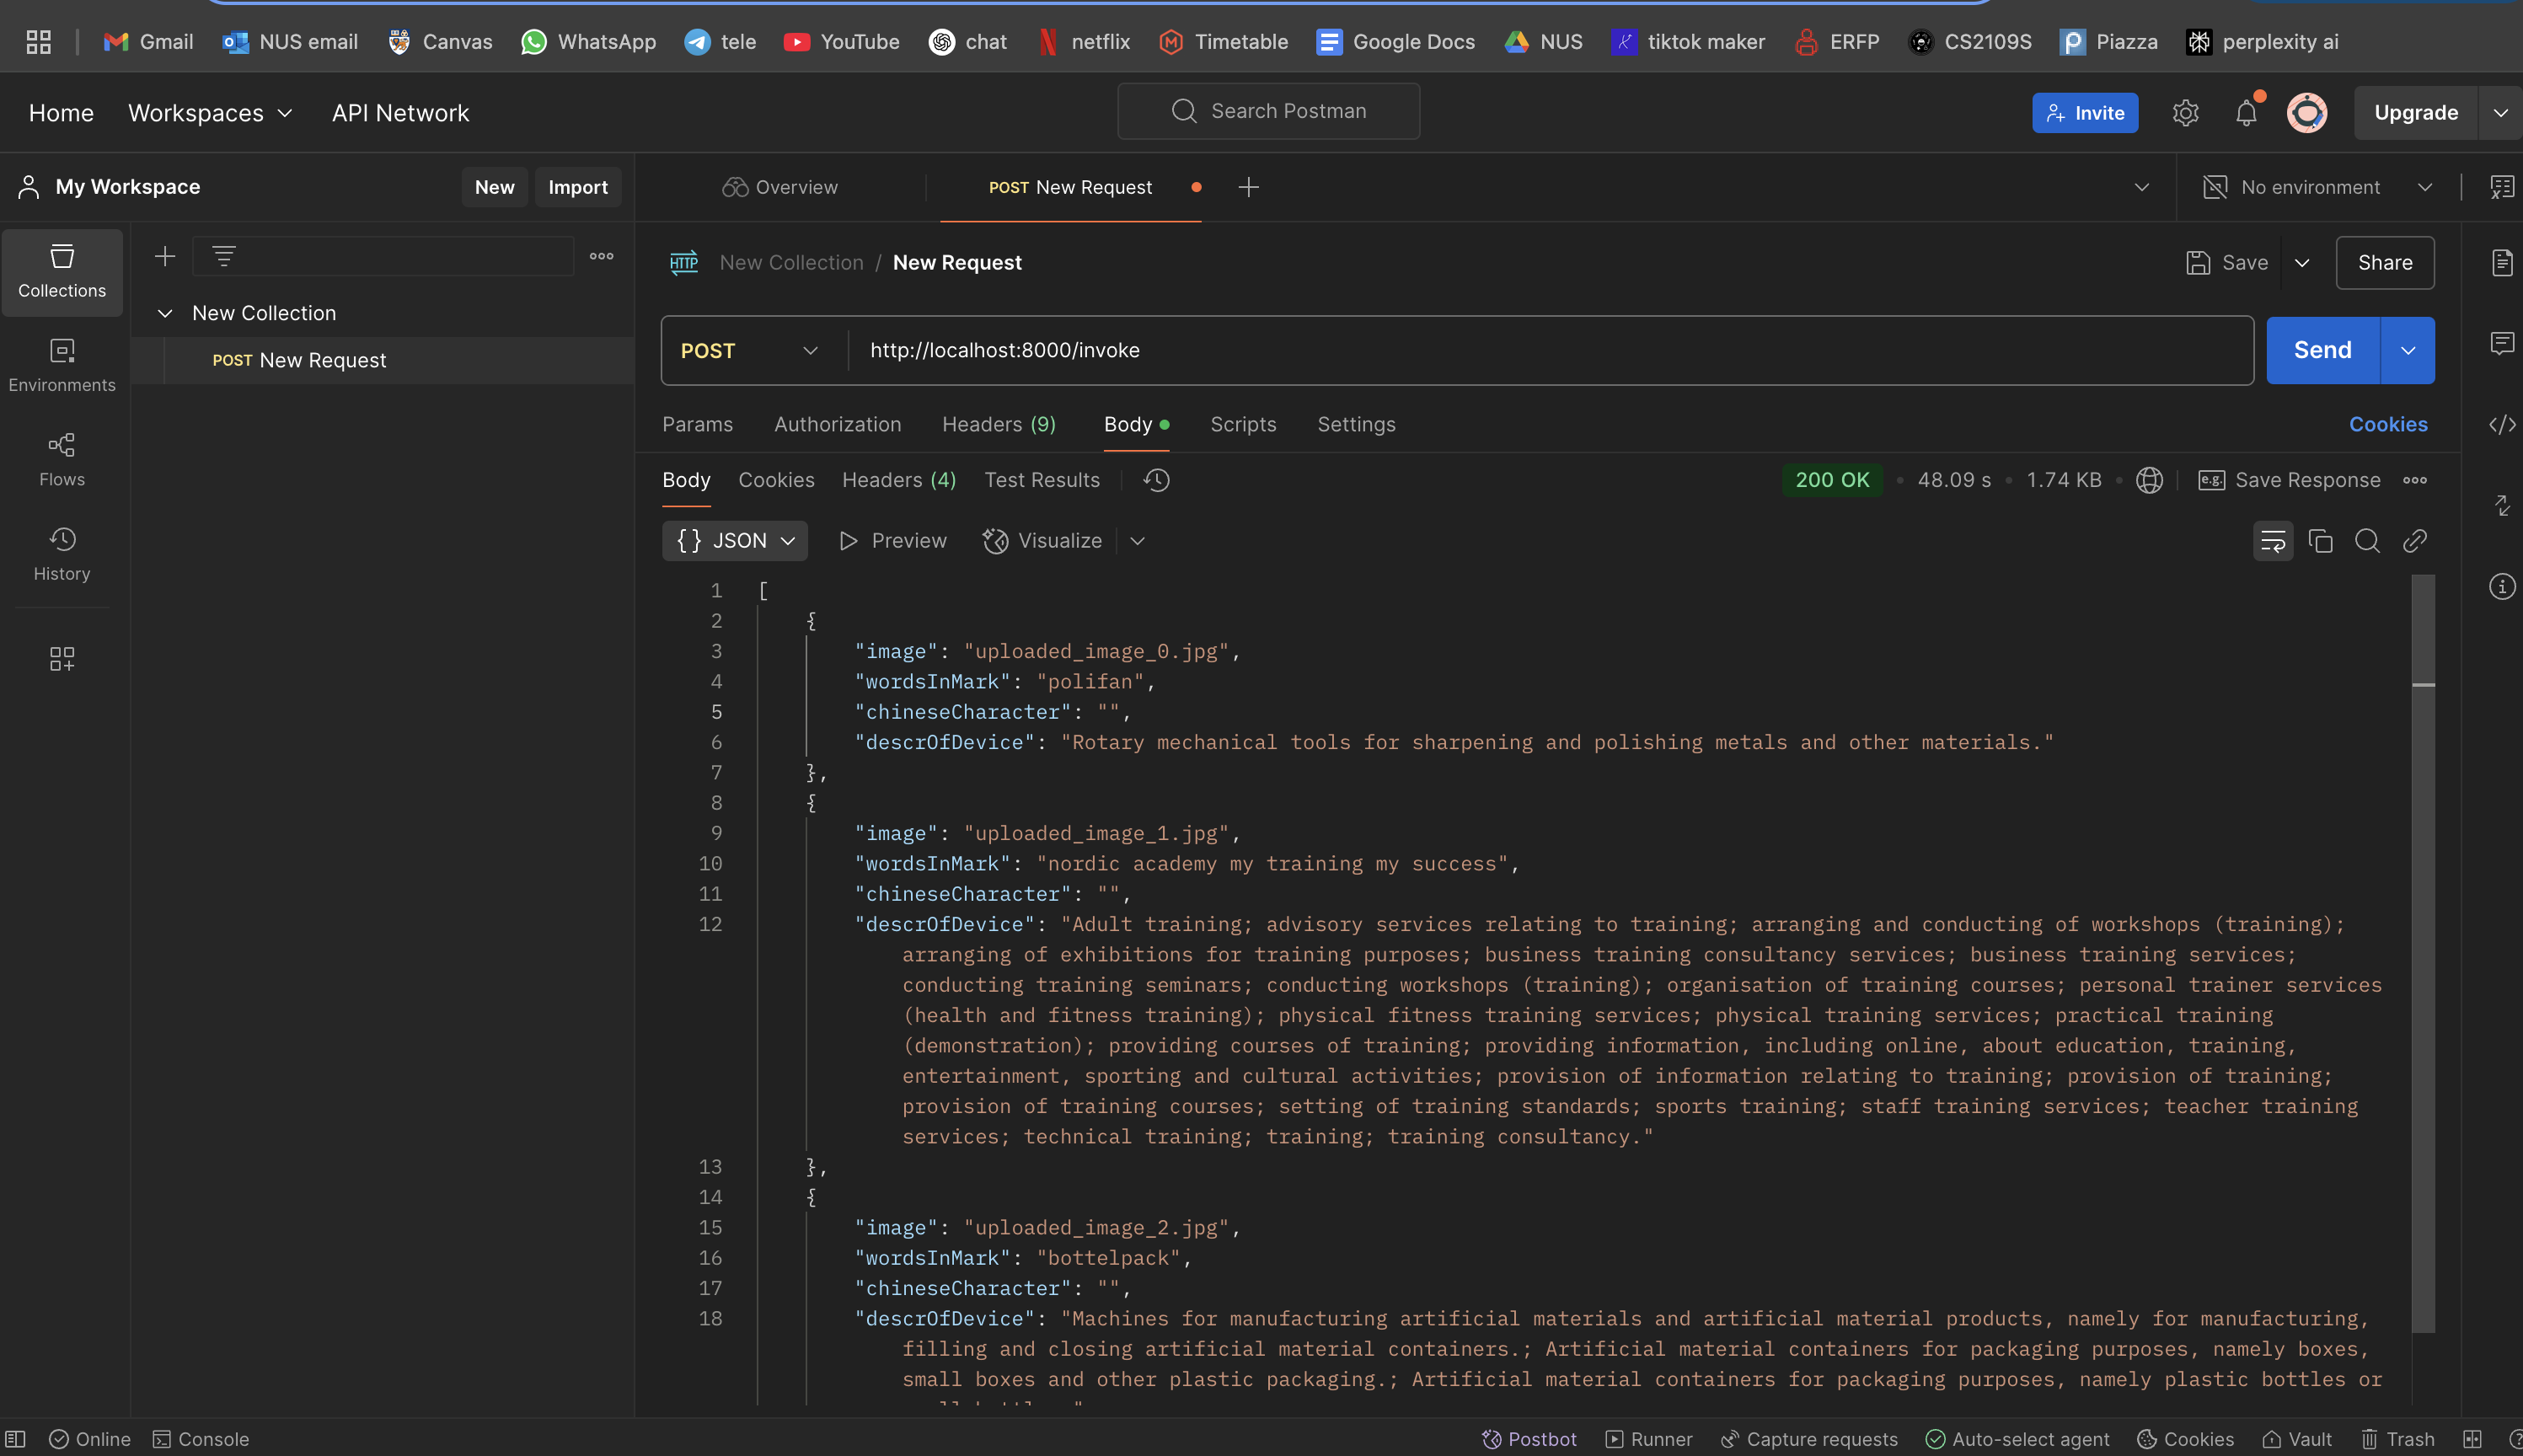 Gmail NUS email Canvas WhatsApp tele YouTube chat netflix Timetable Google Docs NUS tiktok maker ERFP CS2109S Piazza perplexity ai
Home Workspaces API Network Search Postman Invite Upgrade
My Workspace New Import Overview POST New Request No environment
Collections
Environments
Flows
History
New Collection
POST New Request
HTTP New Collection / New Request Save Share
POST http://localhost:8000/invoke Send
Params Authorization Headers (9) Body Scripts Settings Cookies
Body Cookies Headers (4) Test Results 200 OK • 48.09 s • 1.74 KB • e.g. Save Response
{} JSON Preview Visualize
1 [
2 {
3 "image": "uploaded_image_0.jpg",
4 "wordsInMark": "polifan",
5 "chineseCharacter": "",
6 "descrOfDevice": "Rotary mechanical tools for sharpening and polishing metals and other materials."
7 },
8 {
9 "image": "uploaded_image_1.jpg",
10 "wordsInMark": "nordic academy my training my success",
11 "chineseCharacter": "",
12 "descrOfDevice": "Adult training; advisory services relating to training; arranging and conducting of workshops (training);
arranging of exhibitions for training purposes; business training consultancy services; business training services;
conducting training seminars; conducting workshops (training); organisation of training courses; personal trainer services
(health and fitness training); physical fitness training services; physical training services; practical training
(demonstration); providing courses of training; providing information, including online, about education, training,
entertainment, sporting and cultural activities; provision of information relating to training; provision of training;
provision of training courses; setting of training standards; sports training; staff training services; teacher training
services; technical training; training; training consultancy."
13 },
14 {
15 "image": "uploaded_image_2.jpg",
16 "wordsInMark": "bottelpack",
17 "chineseCharacter": "",
18 "descrOfDevice": "Machines for manufacturing artificial materials and artificial material products, namely for manufacturing,
filling and closing artificial material containers.; Artificial material containers for packaging purposes, namely boxes,
small boxes and other plastic packaging.; Artificial material containers for packaging purposes, namely plastic bottles or
Online Console Postbot Runner Capture requests Auto-select agent Cookies Vault Trash